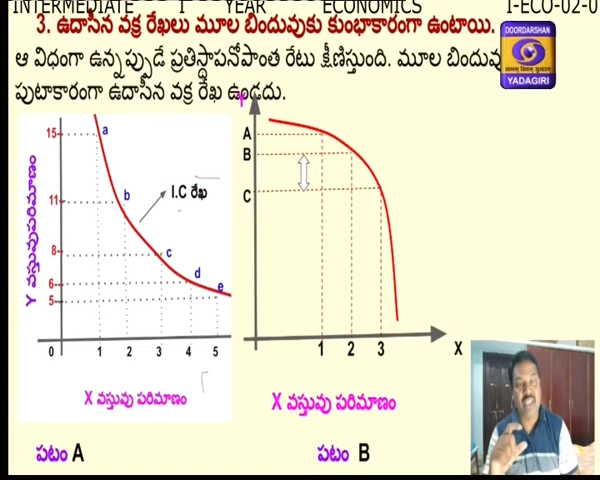 INTERMEDIATE I YEAR ECONOMICS I-ECO-02-0
3. ఉదాసీన వక్ర రేఖలు మూల బిందువుకు కుంభాకారంగా ఉంటాయి.
ఆ విధంగా ఉన్నప్పుడే ప్రతిస్థాపనోపాంత రేటు క్షీణిస్తుంది. మూల బిందువు
పుటాకారంగా ఉదాసీన వక్ర రేఖ ఉండదు.
DOORDARSHAN
YADAGIRI
Y వస్తువుపరిమాణం
15
11
8
6
5
a
b
c
d
e
I.C రేఖ
0 1 2 3 4 5
X వస్తువు పరిమాణం
పటం A
Y
A
B
C
1 2 3 X
X వస్తువు పరిమాణం
పటం B